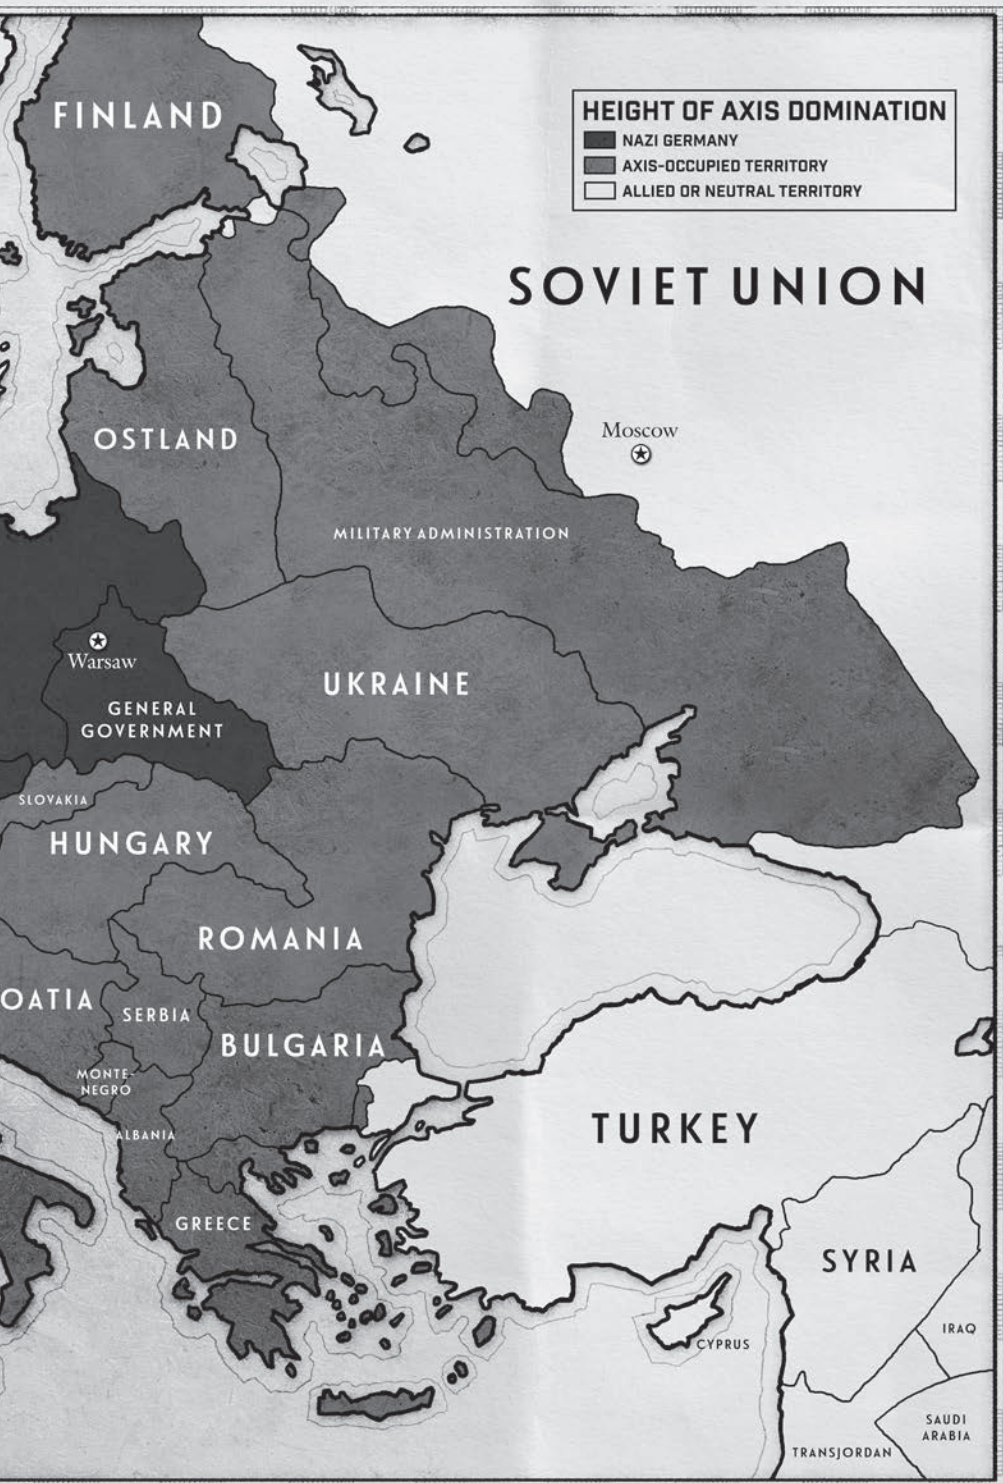 FINLAND
HEIGHT OF AXIS DOMINATION
NAZI GERMANY
AXIS-OCCUPIED TERRITORY
ALLIED OR NEUTRAL TERRITORY
SOVIET UNION
Moscow
OSTLAND
MILITARY ADMINISTRATION
Warsaw
UKRAINE
GENERAL
GOVERNMENT
SLOVAKIA
HUNGARY
ROMANIA
OATIA
SERBIA
BULGARIA
MONTE-
NEGRO
ALBANIA
TURKEY
GREECE
SYRIA
CYPRUS
IRAQ
SAUDI
ARABIA
TRANSJORDAN